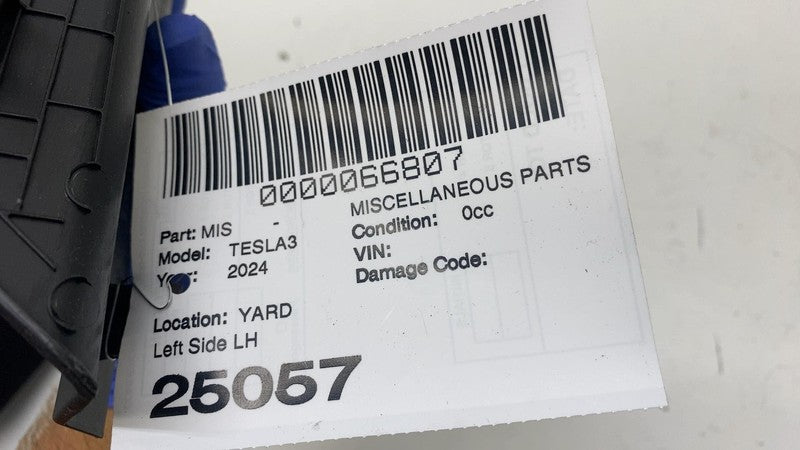 0000066807
Part: MIS -
MISCELLANEOUS PARTS
Model: TESLA3
Condition: 0cc
Year: 2024
VIN:
Damage Code:
Location: YARD
Left Side LH
25057